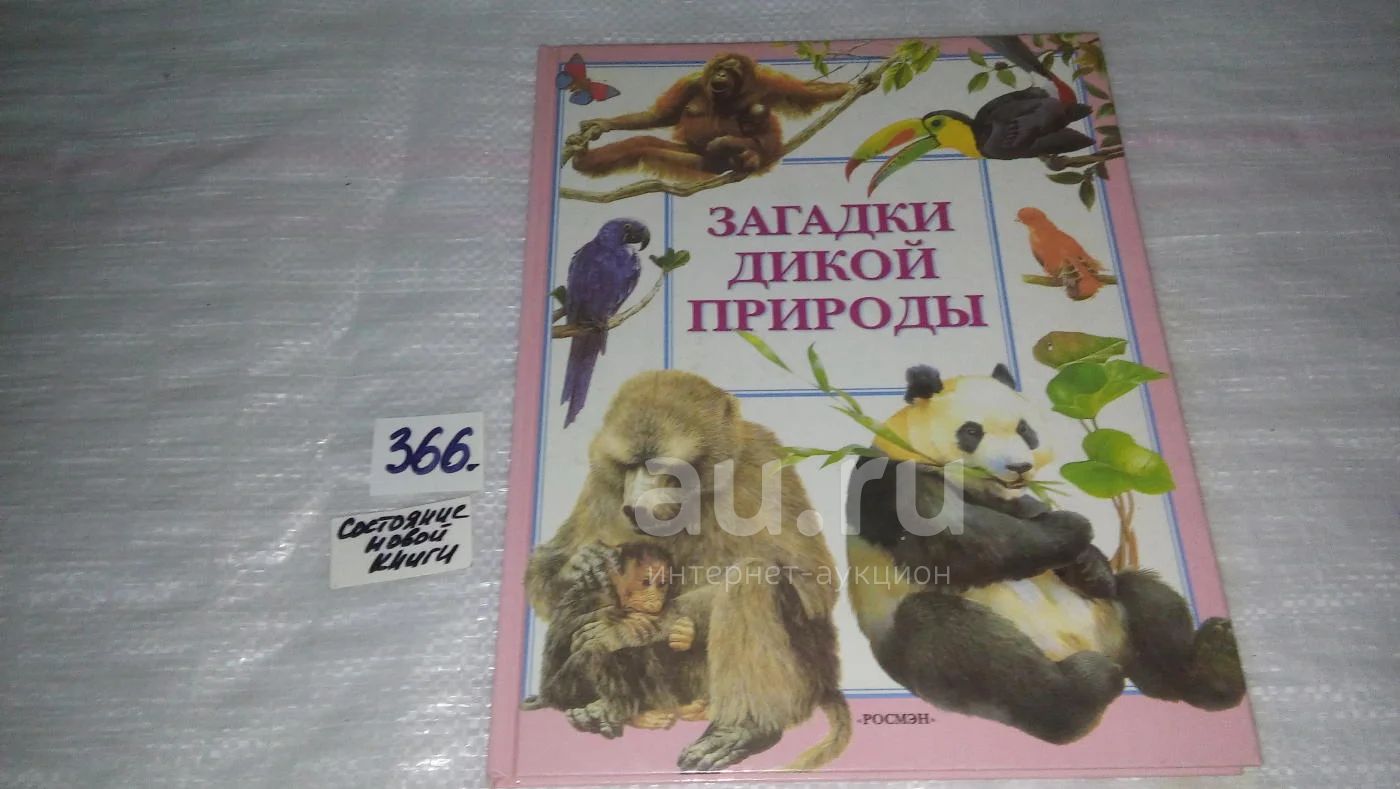 ЗАГАДКИ
ДИКОЙ
ПРИРОДЫ
366.
Состояние
новой
книги
au.ru
интернет-аукцион
«РОСМЭН»